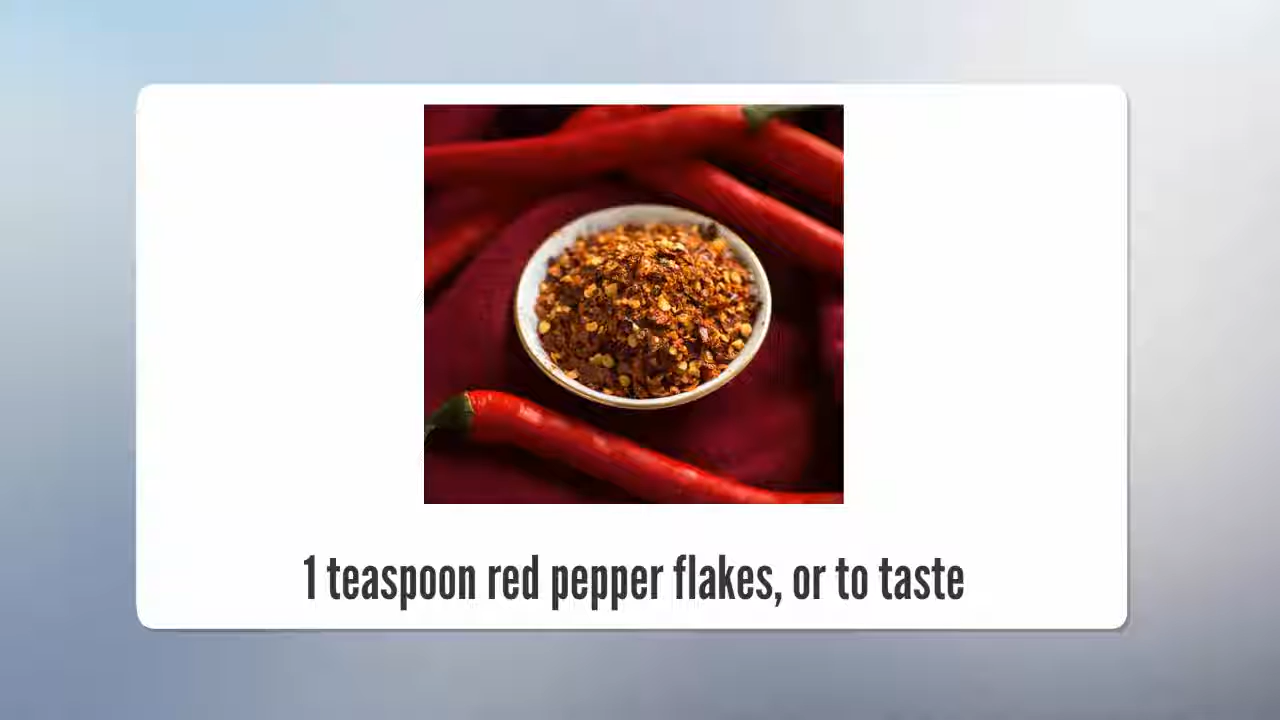 1 teaspoon red pepper flakes, or to taste